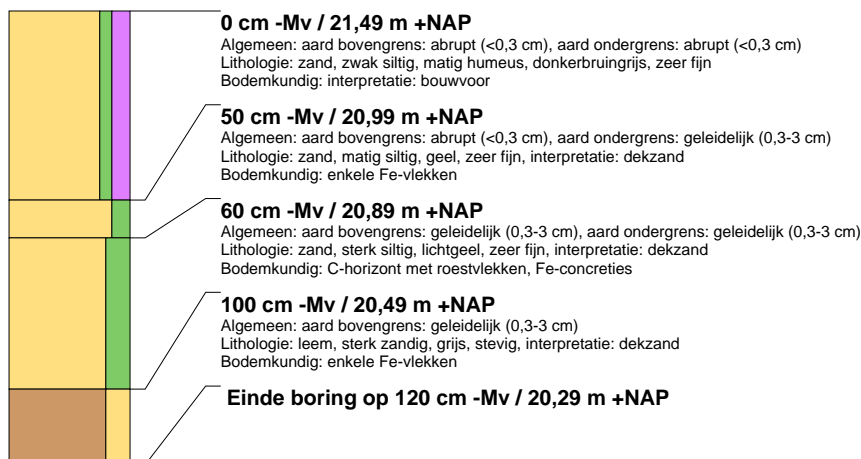 0 cm -Mv / 21,49 m +NAP
Algemeen: aard bovengrens: abrupt (<0,3 cm), aard ondergrens: abrupt (<0,3 cm)
Lithologie: zand, zwak siltig, matig humeus, donkerbruingrijs, zeer fijn
Bodemkundig: interpretatie: bouwvoor
50 cm -Mv / 20,99 m +NAP
Algemeen: aard bovengrens: abrupt (<0,3 cm), aard ondergrens: geleidelijk (0,3-3 cm)
Lithologie: zand, matig siltig, geel, zeer fijn, interpretatie: dekzand
Bodemkundig: enkele Fe-vlekken
60 cm -Mv / 20,89 m +NAP
Algemeen: aard bovengrens: geleidelijk (0,3-3 cm), aard ondergrens: geleidelijk (0,3-3 cm)
Lithologie: zand, sterk siltig, lichtgeel, zeer fijn, interpretatie: dekzand
Bodemkundig: C-horizont met roestvlekken, Fe-concreties
100 cm -Mv / 20,49 m +NAP
Algemeen: aard bovengrens: geleidelijk (0,3-3 cm)
Lithologie: leem, sterk zandig, grijs, stevig, interpretatie: dekzand
Bodemkundig: enkele Fe-vlekken
Einde boring op 120 cm -Mv / 20,29 m +NAP